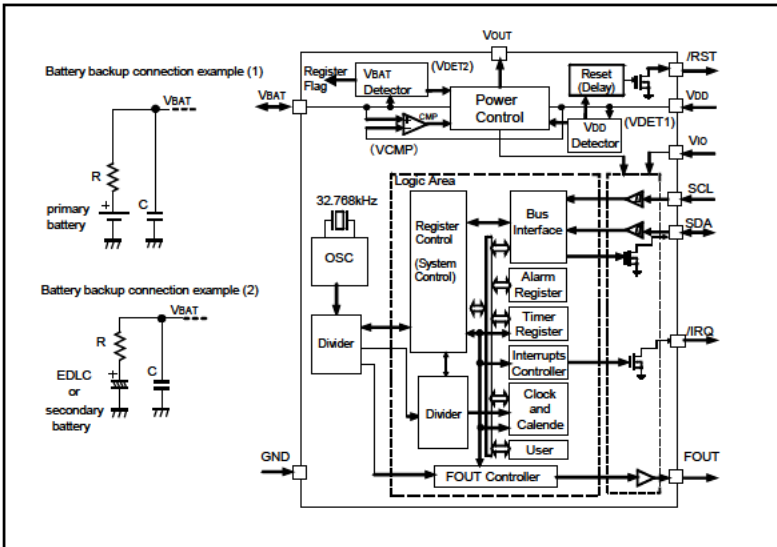 VOUT
Battery backup connection example (1)
Register
Flag
VBAT
Detector
(VDET2)
Reset
(Delay)
/RST
VBAT
VBAT
Power
Control
VDD
CMP
(VCMP)
VDD
Detector
(VDET1)
VIO
R
C
+
primary
battery
Logic Area
32.768kHz
OSC
Register
Control
(System
Control)
Bus
Interface
SCL
SDA
Alarm
Register
Battery backup connection example (2)
VBAT
R
C
+
EDLC
or
secondary
battery
Divider
Timer
Register
Interrupts
Controller
/IRQ
Divider
Clock
and
Calende
User
GND
FOUT Controller
FOUT